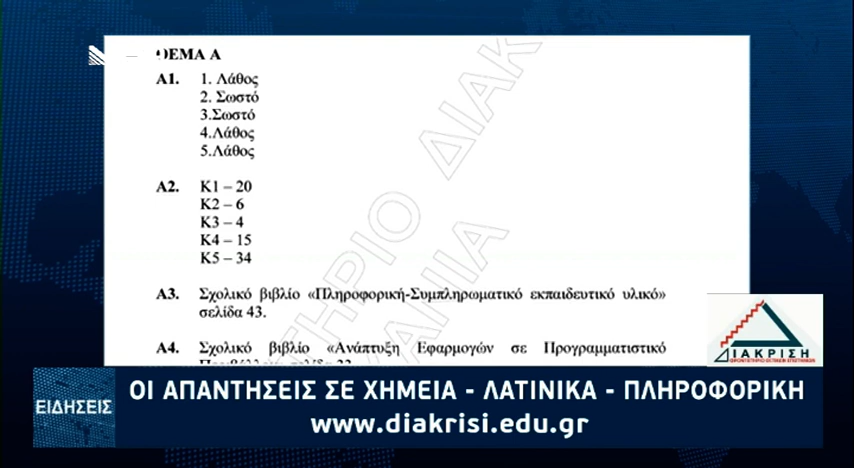 ΘΕΜΑ Α
Α1. 1. Λάθος
2. Σωστό
3.Σωστό
4.Λάθος
5.Λάθος
Α2. Κ1 – 20
Κ2 – 6
Κ3 – 4
Κ4 – 15
Κ5 – 34
Α3. Σχολικό βιβλίο «Πληροφορική-Συμπληρωματικό εκπαιδευτικό υλικό»
σελίδα 43.
Α4. Σχολικό βιβλίο «Ανάπτυξη Εφαρμογών σε Προγραμματιστικό
ΔΙΑΚΡΙΣΗ
ΕΙΔΗΣΕΙΣ
ΟΙ ΑΠΑΝΤΗΣΕΙΣ ΣΕ ΧΗΜΕΙΑ - ΛΑΤΙΝΙΚΑ - ΠΛΗΡΟΦΟΡΙΚΗ
www.diakrisi.edu.gr